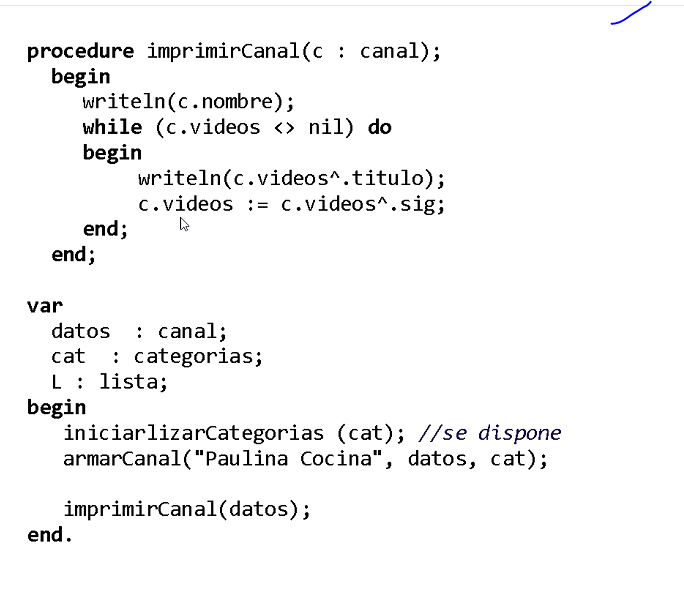 procedure imprimirCanal(c : canal);
begin
writeln(c.nombre);
while (c.videos <> nil) do
begin
writeln(c.videos^.titulo);
c.videos := c.videos^.sig;
end;
end;
var
datos : canal;
cat : categorias;
L : lista;
begin
iniciarlizarCategorias (cat); //se dispone
armarCanal("Paulina Cocina", datos, cat);
imprimirCanal(datos);
end.